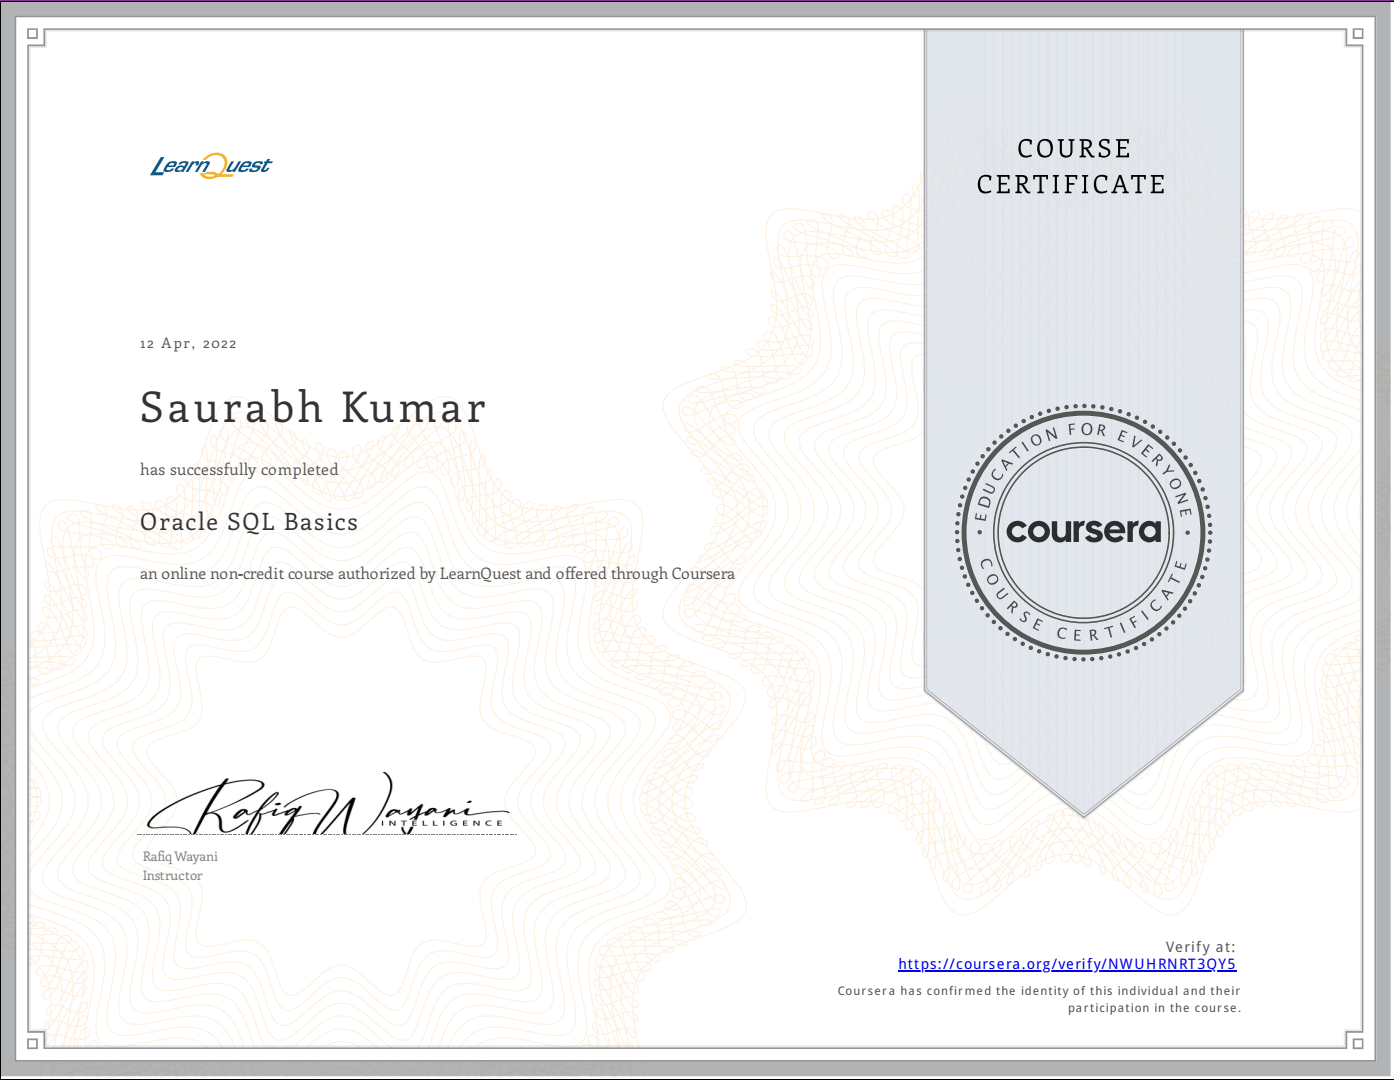 LearnQuest
COURSE
CERTIFICATE
12 Apr, 2022
Saurabh Kumar
has successfully completed
Oracle SQL Basics
an online non-credit course authorized by LearnQuest and offered through Coursera
EDUCATION FOR EVERYONE
coursera
COURSE CERTIFICATE
Rafiq Wayani
INTELLIGENCE
Rafiq Wayani
Instructor
Verify at:
https://coursera.org/verify/NWUHRNRT3QY5
Coursera has confirmed the identity of this individual and their
participation in the course.